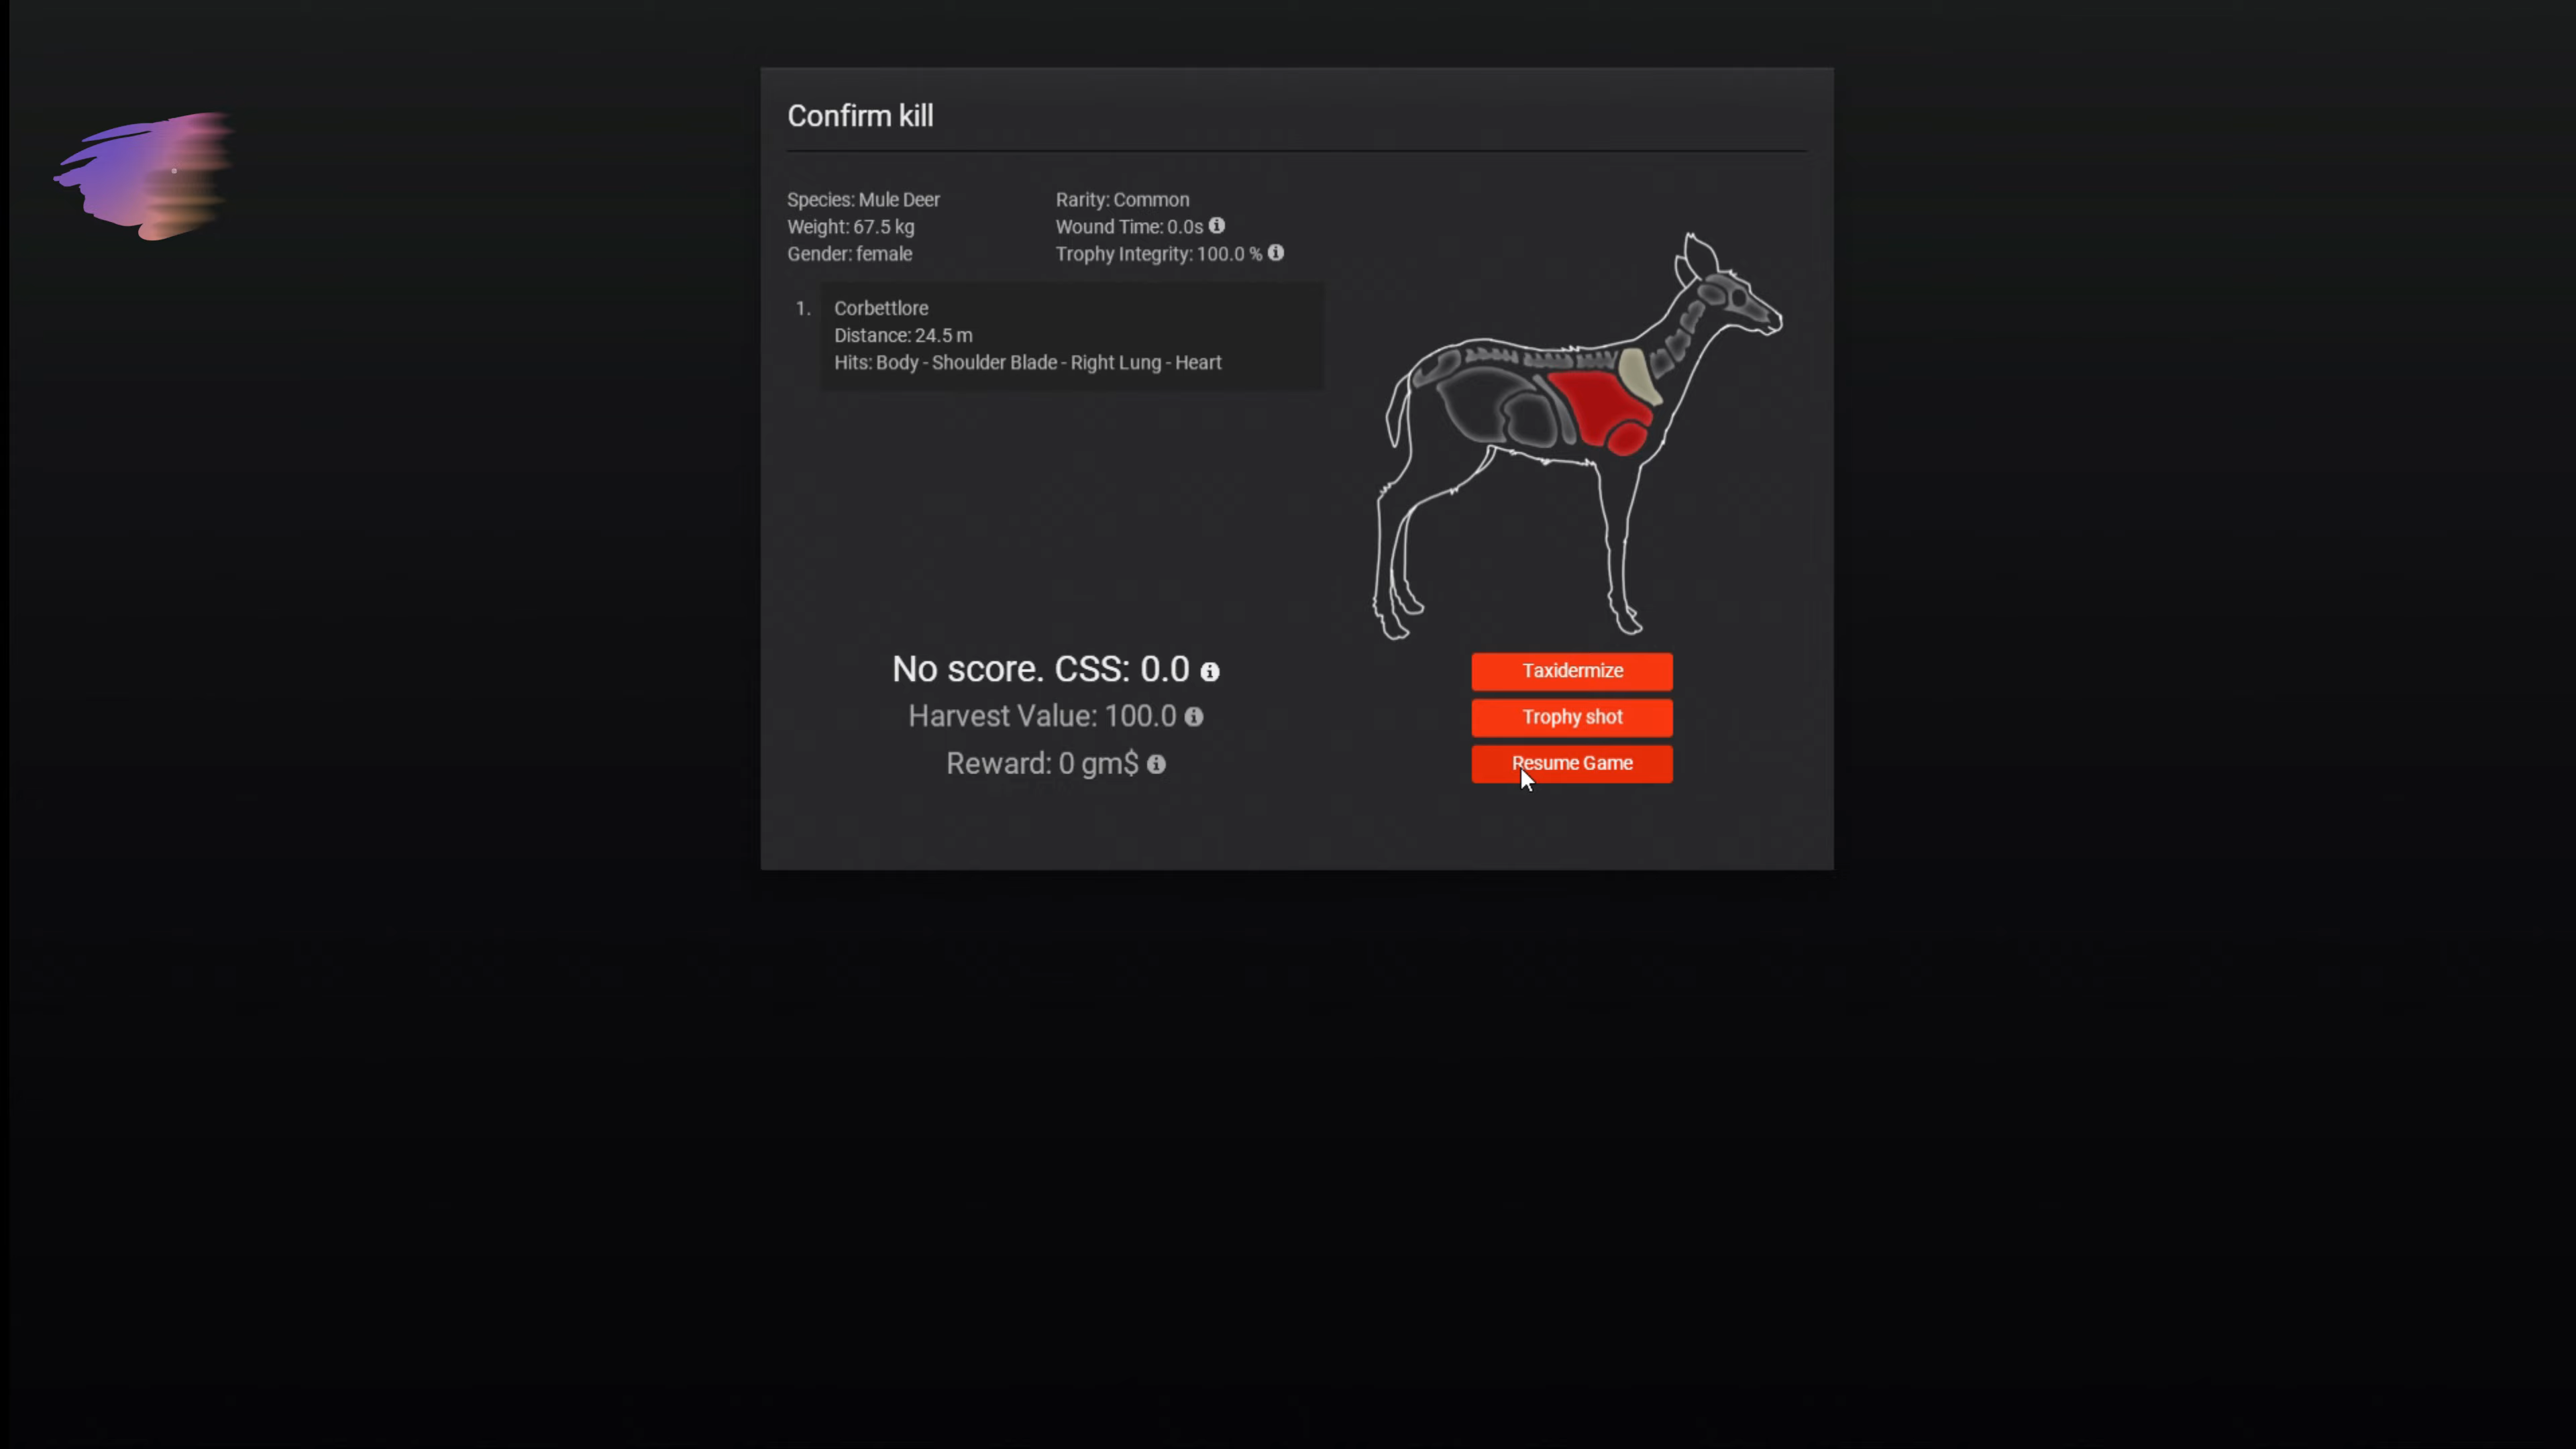 Confirm kill
Species: Mule Deer
Weight: 67.5 kg
Gender: female
Rarity: Common
Wound Time: 0.0s
Trophy Integrity: 100.0 %
1.
Corbettlore
Distance: 24.5 m
Hits: Body - Shoulder Blade - Right Lung - Heart
No score. CSS: 0.0
Harvest Value: 100.0
Reward: 0 gm$
Taxidermize
Trophy shot
Resume Game